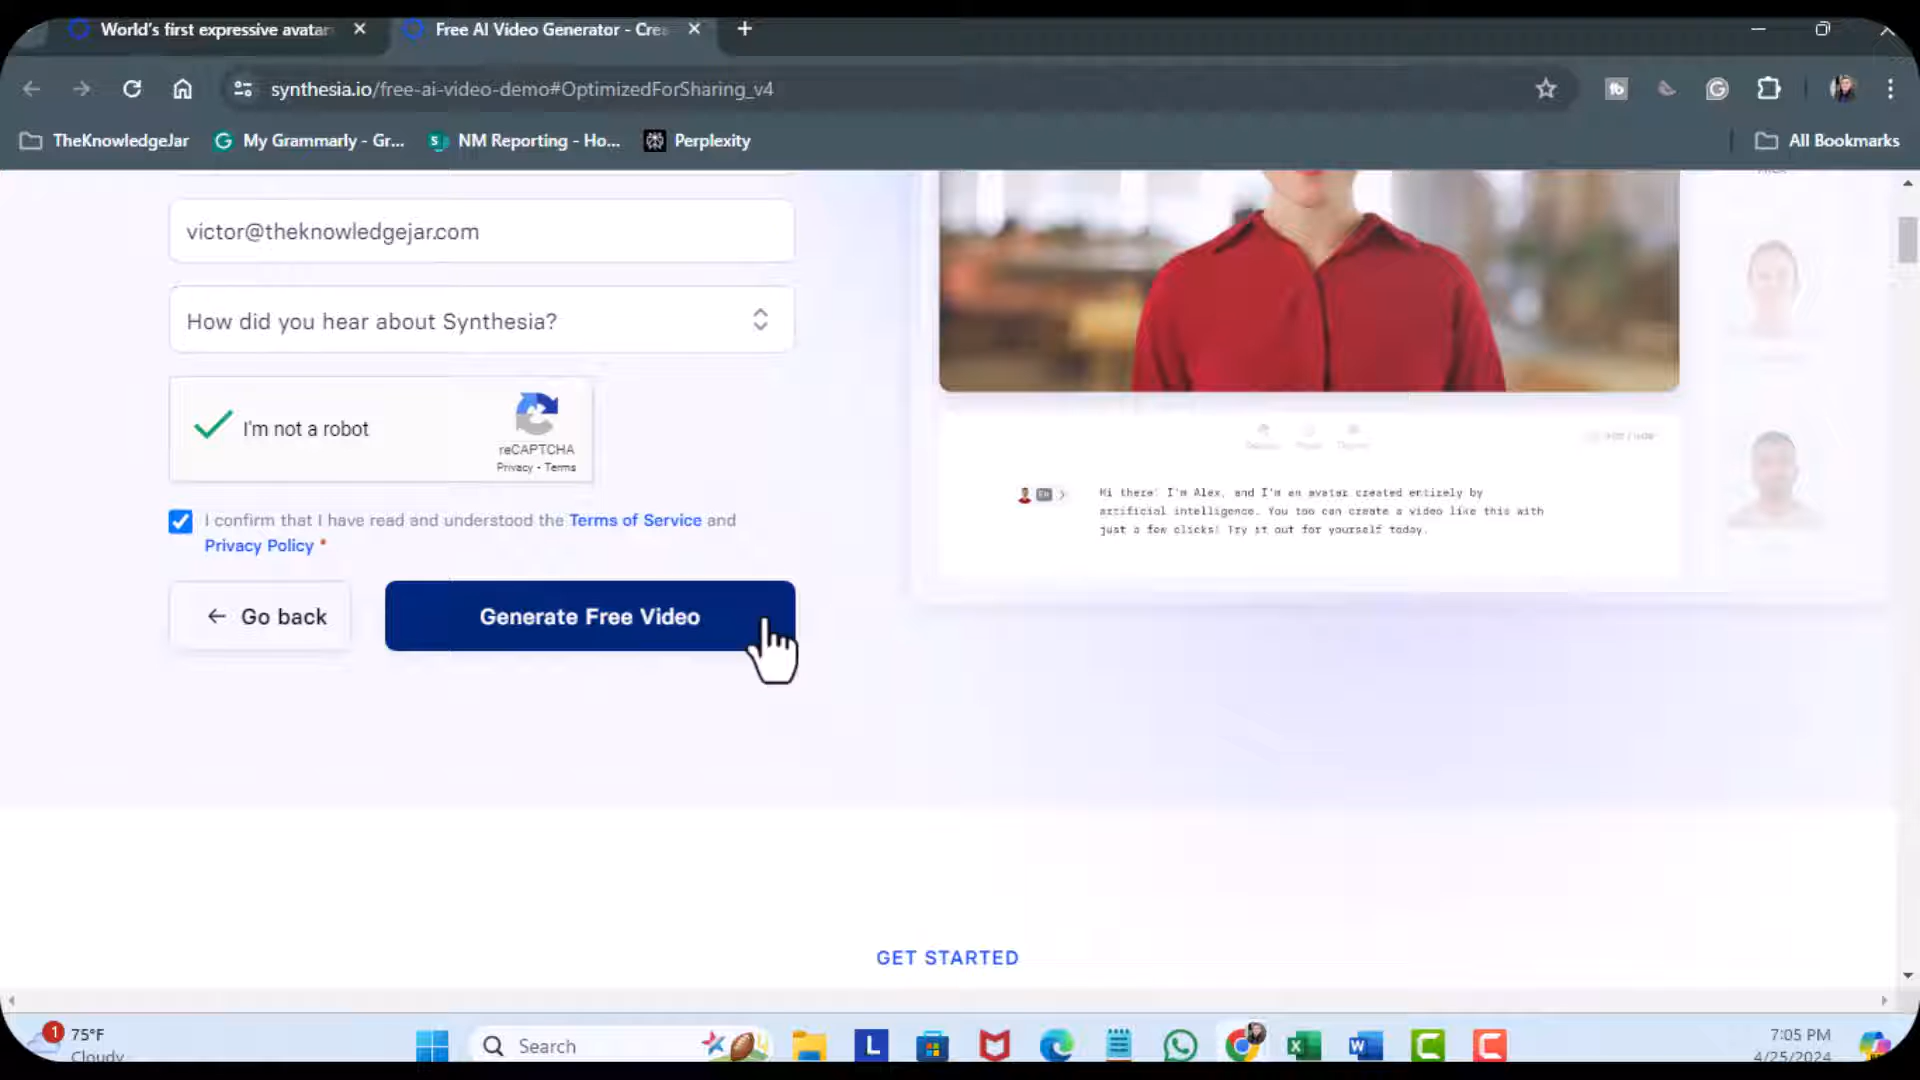 World's first expressive avatar
Free AI Video Generator - Crea
synthesia.io/free-ai-video-demo#OptimizedForSharing_v4
TheKnowledgeJar
My Grammarly - Gr...
NM Reporting - Ho...
Perplexity
All Bookmarks
victor@theknowledgejar.com
How did you hear about Synthesia?
I'm not a robot
reCAPTCHA
Privacy - Terms
I confirm that I have read and understood the Terms of Service and
Privacy Policy *
Go back
Generate Free Video
EN
Hi there! I'm Alex, and I'm an avatar created entirely by
artificial intelligence. You too can create a video like this with
just a few clicks! Try it out for yourself today.
GET STARTED
1
75°F
Cloudy
Search
7:05 PM
4/25/2024